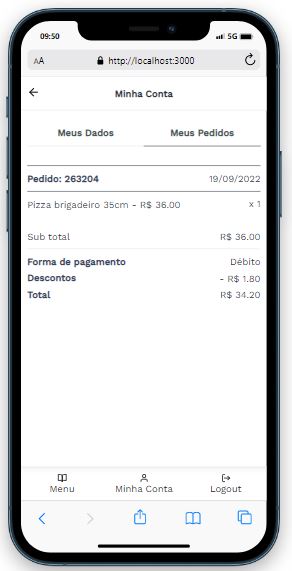 09:50
5G
AA http://localhost:3000
Minha Conta
Meus Dados Meus Pedidos
Pedido: 263204 19/09/2022
Pizza brigadeiro 35cm - R$ 36.00 x 1
Sub total R$ 36.00
Forma de pagamento Débito
Descontos - R$ 1.80
Total R$ 34.20
Menu Minha Conta Logout